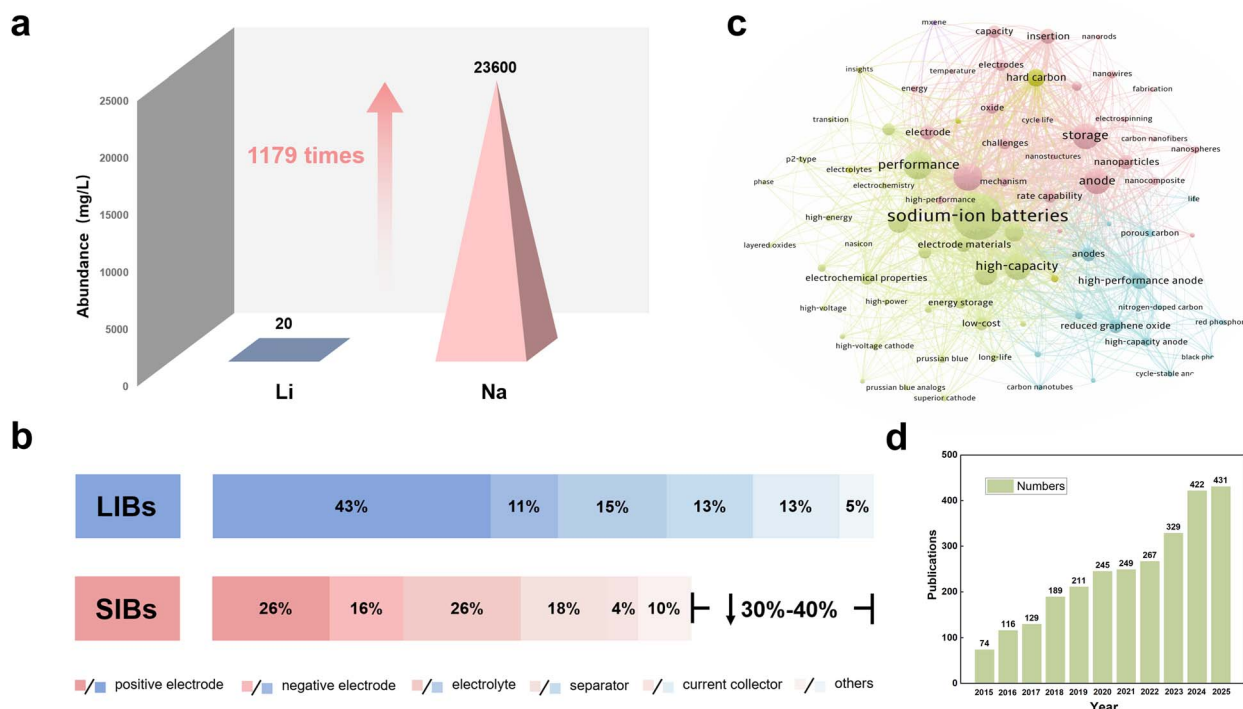 a
Abundance (mg/L)
25000
20000
15000
10000
5000
0
1179 times
23600
20
Li
Na
b
LIBs
43%
11%
15%
13%
13%
5%
SIBs
26%
16%
26%
18%
4%
10%
30%-40%
positive electrode
negative electrode
electrolyte
separator
current collector
others
c
mxene
capacity
insertion
nanorods
insights
temperature
electrodes
hard carbon
nanowires
energy
fabrication
oxide
transition
cycle life
electrospinning
electrode
storage
carbon nanofibers
challenges
nanospheres
p2-type
performance
nanostructures
nanoparticles
electrolytes
phase
electrochemistry
mechanism
anode
nanocomposite
high-performance
rate capability
life
high-energy
sodium-ion batteries
layered oxides
nasicon
electrode materials
porous carbon
anodes
electrochemical properties
high-capacity
high-performance anode
high-voltage
high-power
energy storage
nitrogen-doped carbon
low-cost
reduced graphene oxide
red phosphor
high-voltage cathode
high-capacity anode
prussian blue
long-life
black phe
cycle-stable anc
prussian blue analogs
carbon nanotubes
superior cathode
d
Publications
500
400
300
200
100
0
Numbers
74
116
129
189
211
245
249
267
329
422
431
2015
2016
2017
2018
2019
2020
2021
2022
2023
2024
2025
Year